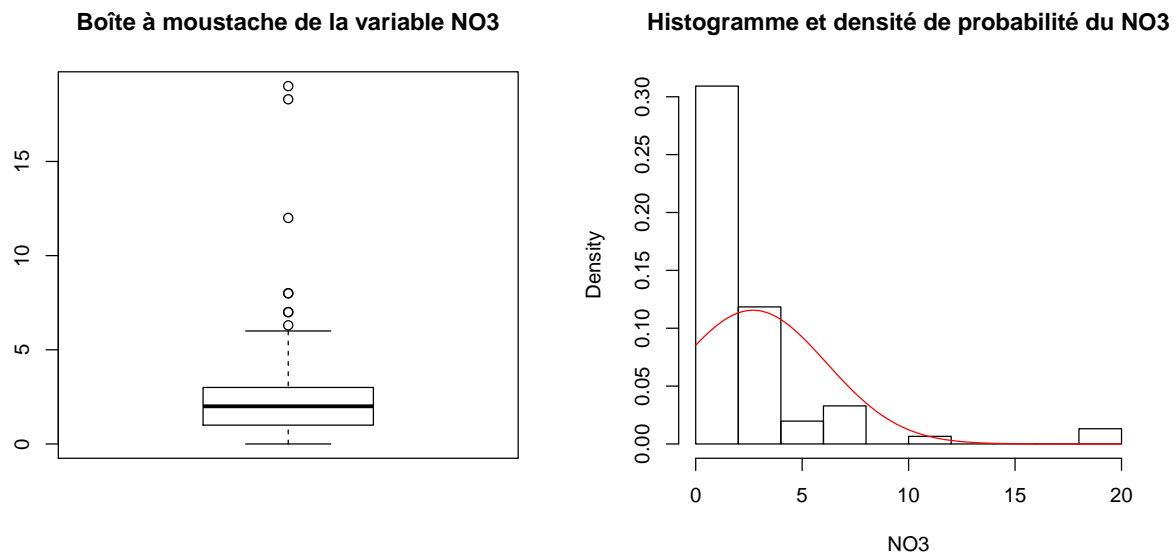 Boîte à moustache de la variable NO3
15
10
5
0
Histogramme et densité de probabilité du NO3
Density
0.30
0.25
0.20
0.15
0.10
0.05
0.00
0 5 10 15 20
NO3